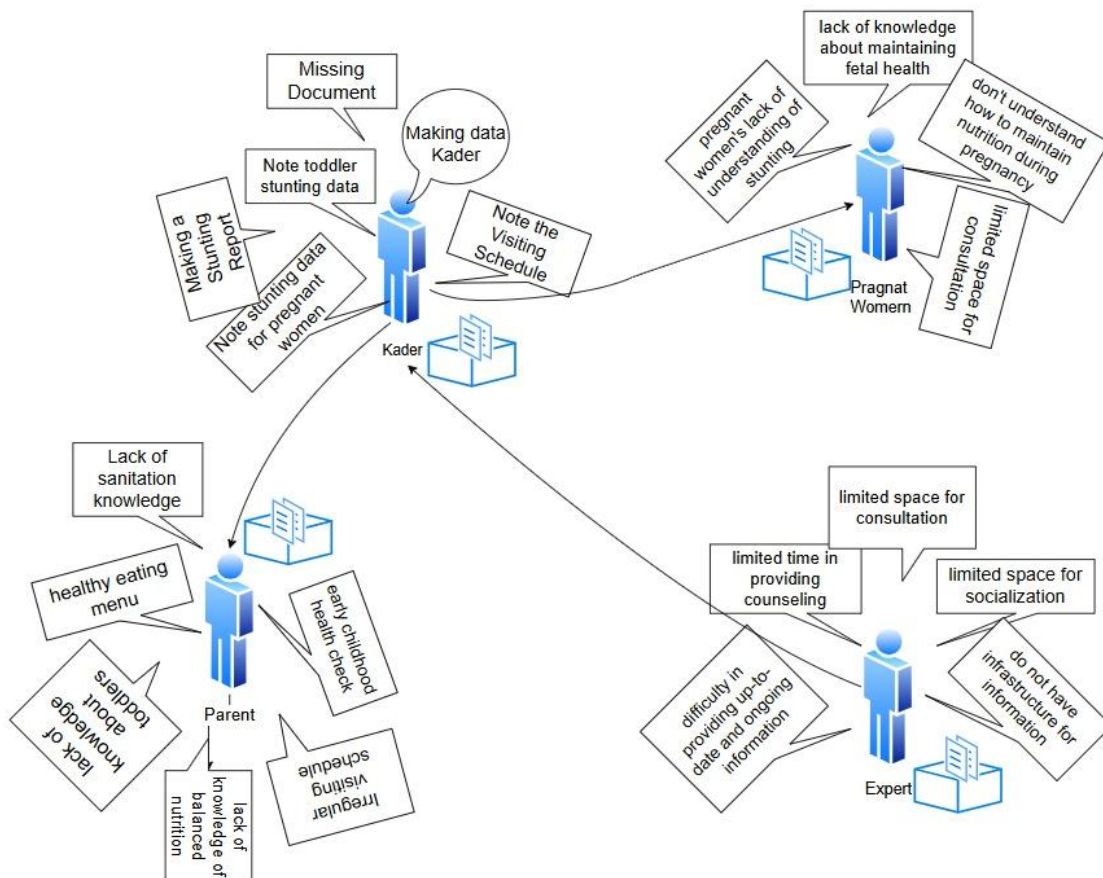 Missing
Document
Making data
Kader
Note toddler
stunting data
Making a
Stunting
Report
Note the
Visiting
Schedule
Note stunting data
for pregnant
women
Kader
lack of knowledge
about maintaining
fetal health
pregnant
women's lack of
understanding of
stunting
don't understand
how to maintain
nutrition during
pregnancy
limited space for
consultation
Pragnat
Womern
Lack of
sanitation
knowledge
healthy eating
menu
early childhood
health check
lack of
knowledge
about
toddlers
Parent
lack of
knowledge of
balanced
nutrition
Irregular
visiting
schedule
limited space for
consultation
limited time in
providing
counseling
limited space for
socialization
difficulty in
providing up-to-
date and ongoing
information
do not have
infrastructure for
information
Expert